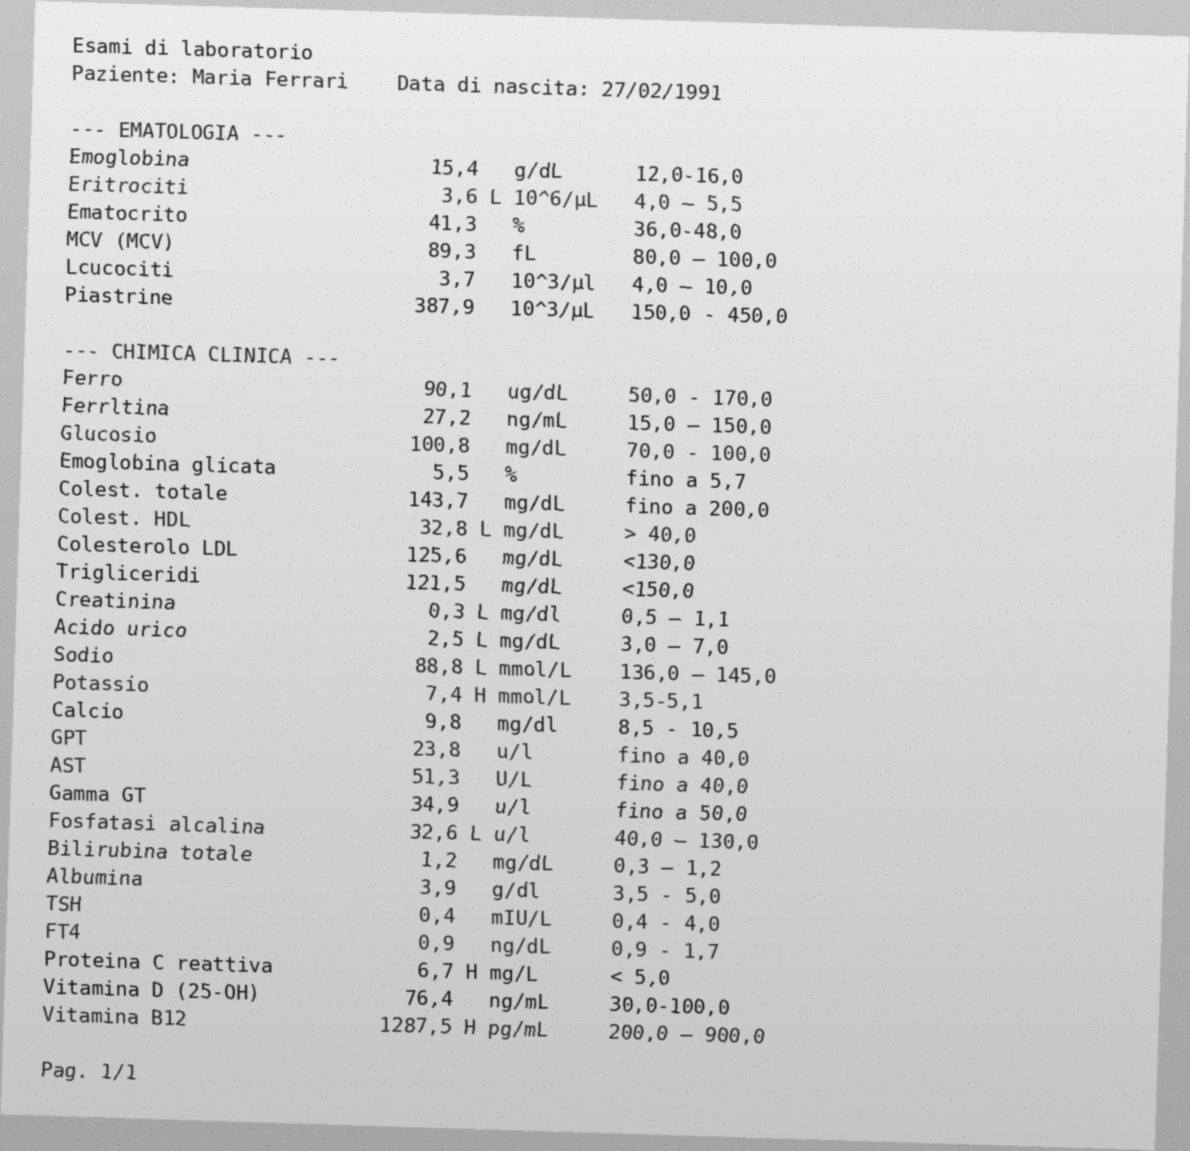 Esami di laboratorio
Paziente: Maria Ferrari    Data di nascita: 27/02/1991
--- EMATOLOGIA ---
Emoglobina 15,4 g/dL 12,0-16,0
Eritrociti 3,6 L 10^6/µL 4,0 – 5,5
Ematocrito 41,3 % 36,0-48,0
MCV (MCV) 89,3 fL 80,0 – 100,0
Lcucociti 3,7 10^3/µl 4,0 – 10,0
Piastrine 387,9 10^3/µL 150,0 - 450,0
--- CHIMICA CLINICA ---
Ferro 90,1 ug/dL 50,0 - 170,0
Ferrltina 27,2 ng/mL 15,0 – 150,0
Glucosio 100,8 mg/dL 70,0 - 100,0
Emoglobina glicata 5,5 % fino a 5,7
Colest. totale 143,7 mg/dL fino a 200,0
Colest. HDL 32,8 L mg/dL > 40,0
Colesterolo LDL 125,6 mg/dL <130,0
Trigliceridi 121,5 mg/dL <150,0
Creatinina 0,3 L mg/dl 0,5 – 1,1
Acido urico 2,5 L mg/dL 3,0 – 7,0
Sodio 88,8 L mmol/L 136,0 – 145,0
Potassio 7,4 H mmol/L 3,5-5,1
Calcio 9,8 mg/dl 8,5 - 10,5
GPT 23,8 u/l fino a 40,0
AST 51,3 U/L fino a 40,0
Gamma GT 34,9 u/l fino a 50,0
Fosfatasi alcalina 32,6 L u/l 40,0 – 130,0
Bilirubina totale 1,2 mg/dL 0,3 – 1,2
Albumina 3,9 g/dl 3,5 - 5,0
TSH 0,4 mIU/L 0,4 - 4,0
FT4 0,9 ng/dL 0,9 - 1,7
Proteina C reattiva 6,7 H mg/L < 5,0
Vitamina D (25-OH) 76,4 ng/mL 30,0-100,0
Vitamina B12 1287,5 H pg/mL 200,0 – 900,0
Pag. 1/1